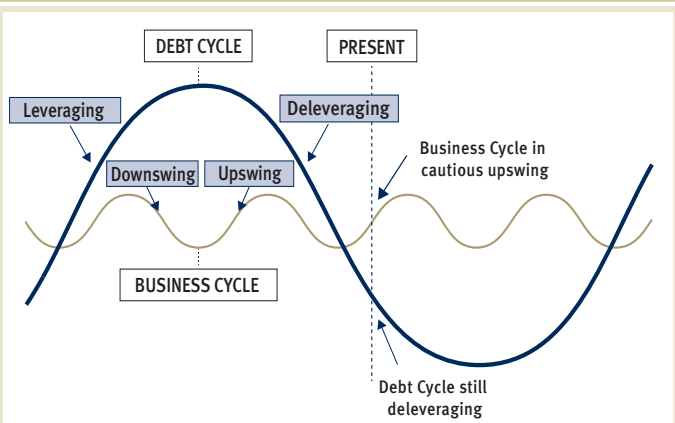 DEBT CYCLE
PRESENT
Leveraging
Deleveraging
Business Cycle in
cautious upswing
Downswing
Upswing
BUSINESS CYCLE
Debt Cycle still
deleveraging